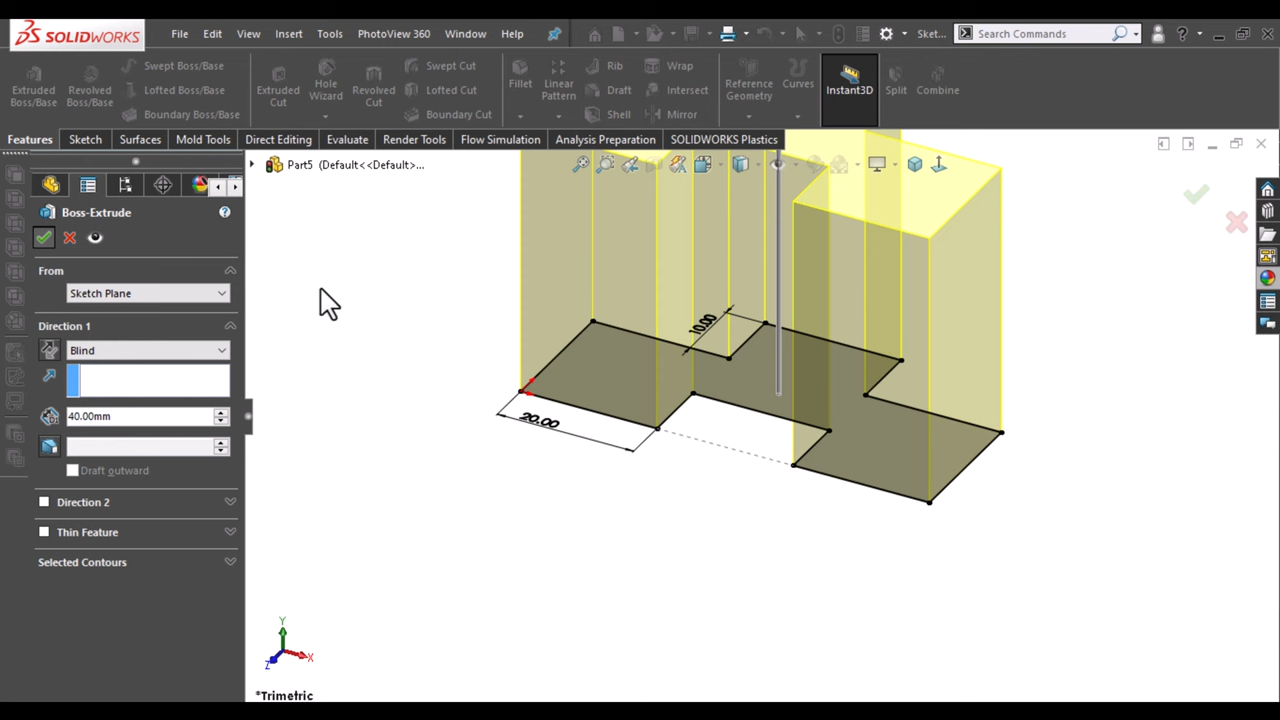 SOLIDWORKS
File Edit View Insert Tools PhotoView 360 Window Help Sket... Search Commands ?
Extruded Boss/Base
Revolved Boss/Base
Swept Boss/Base
Lofted Boss/Base
Boundary Boss/Base
Extruded Cut
Hole Wizard
Revolved Cut
Swept Cut
Lofted Cut
Boundary Cut
Fillet
Linear Pattern
Rib
Draft
Shell
Wrap
Intersect
Mirror
Reference Geometry
Curves
Instant3D
Split
Combine
Features Sketch Surfaces Mold Tools Direct Editing Evaluate Render Tools Flow Simulation Analysis Preparation SOLIDWORKS Plastics
Part5 (Default<<Default>...
Boss-Extrude ?
From
Sketch Plane
Direction 1
Blind
40.00mm
Draft outward
Direction 2
Thin Feature
Selected Contours
10.00
20.00
Y
X
Z
*Trimetric